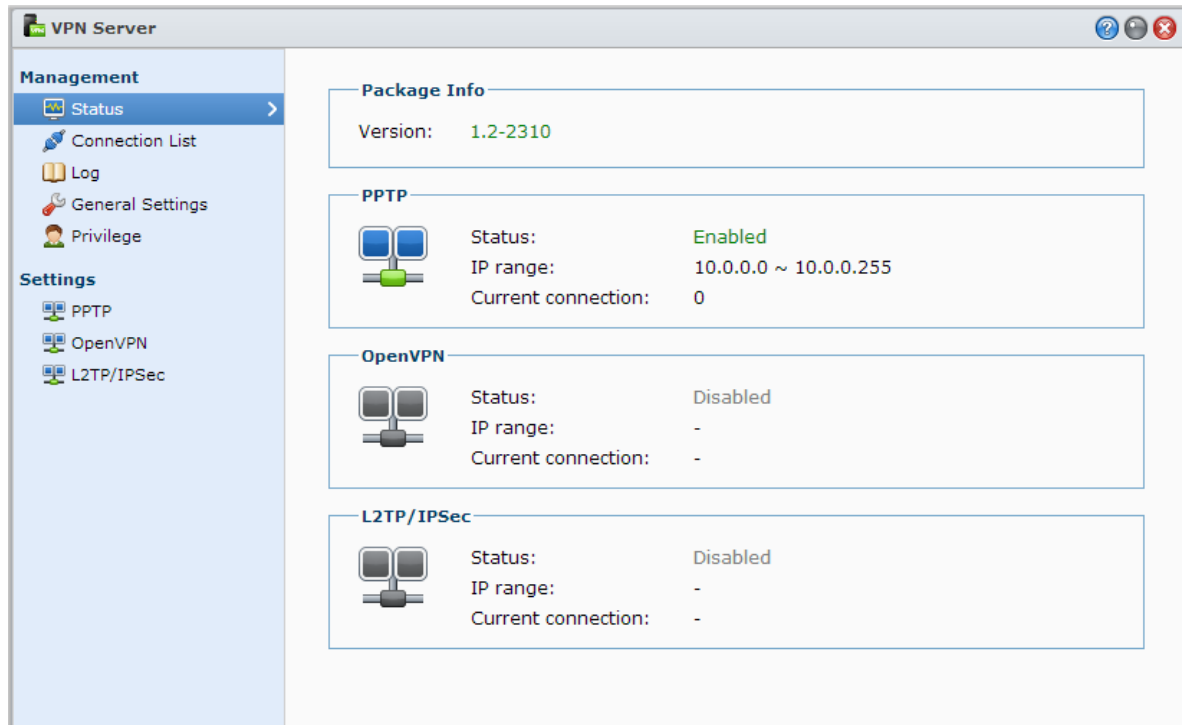 VPN Server
Management
Status
Connection List
Log
General Settings
Privilege
Settings
PPTP
OpenVPN
L2TP/IPSec
Package Info
Version: 1.2-2310
PPTP
Status: Enabled
IP range: 10.0.0.0 ~ 10.0.0.255
Current connection: 0
OpenVPN
Status: Disabled
IP range: -
Current connection: -
L2TP/IPSec
Status: Disabled
IP range: -
Current connection: -